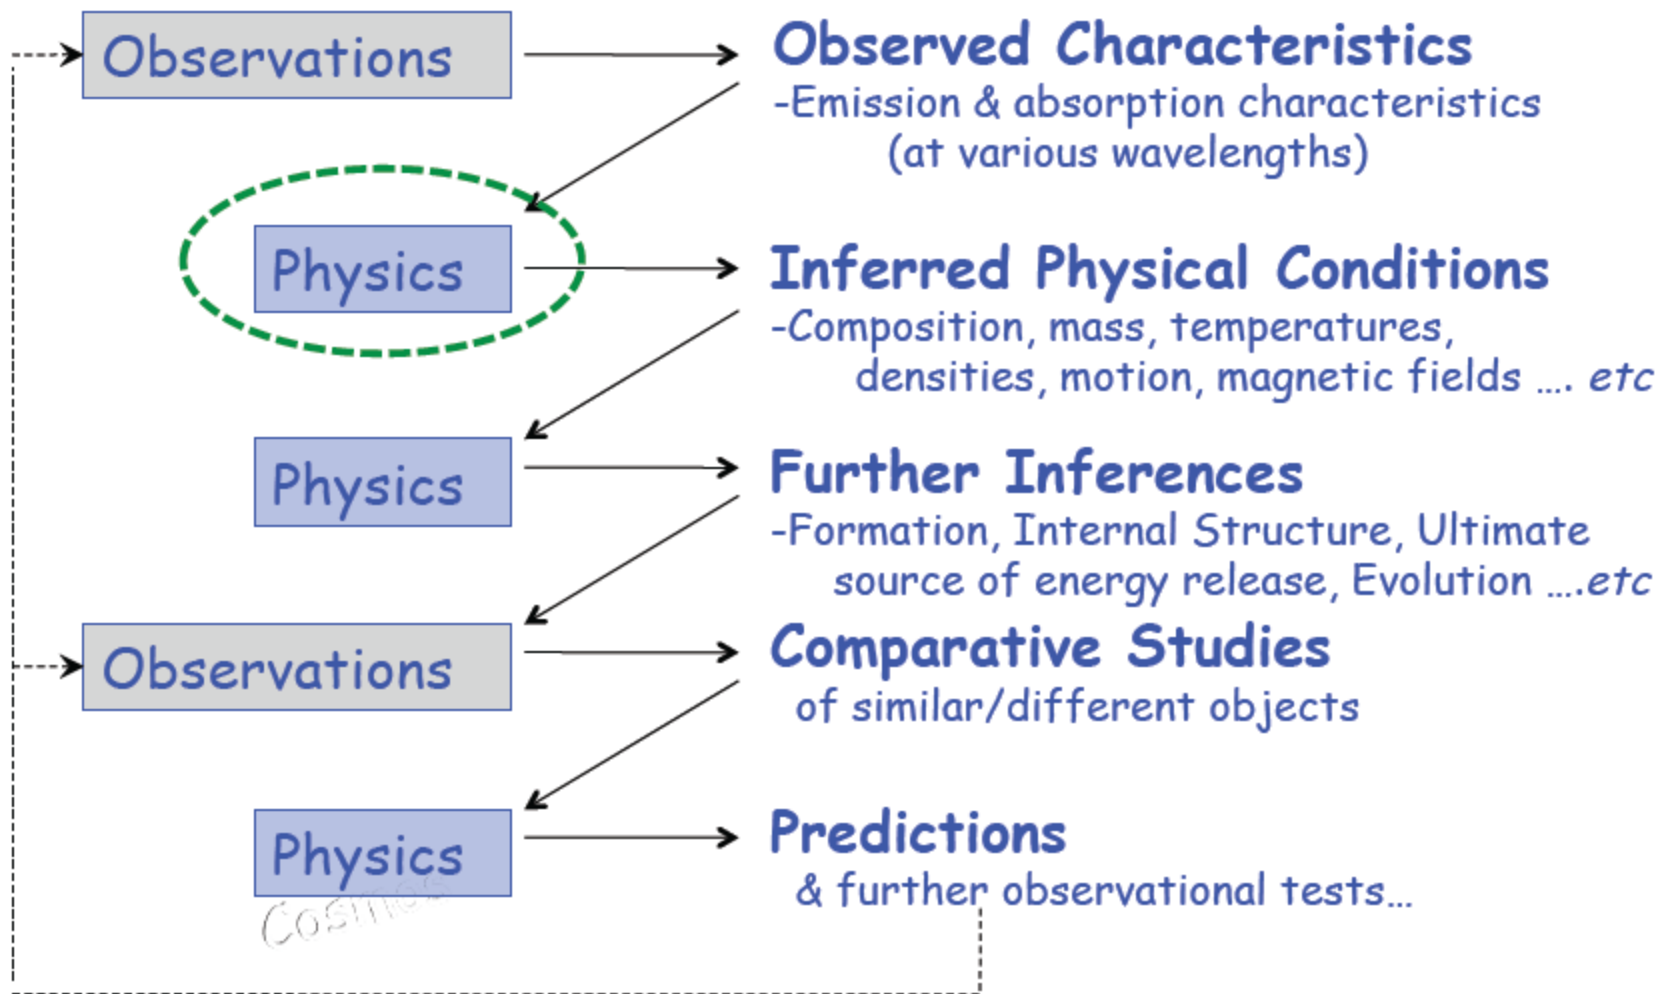 Observations
Observed Characteristics
-Emission & absorption characteristics
(at various wavelengths)
Physics
Inferred Physical Conditions
-Composition, mass, temperatures,
densities, motion, magnetic fields …. etc
Physics
Further Inferences
-Formation, Internal Structure, Ultimate
source of energy release, Evolution ….etc
Observations
Comparative Studies
of similar/different objects
Physics
Predictions
& further observational tests…
Cosmos